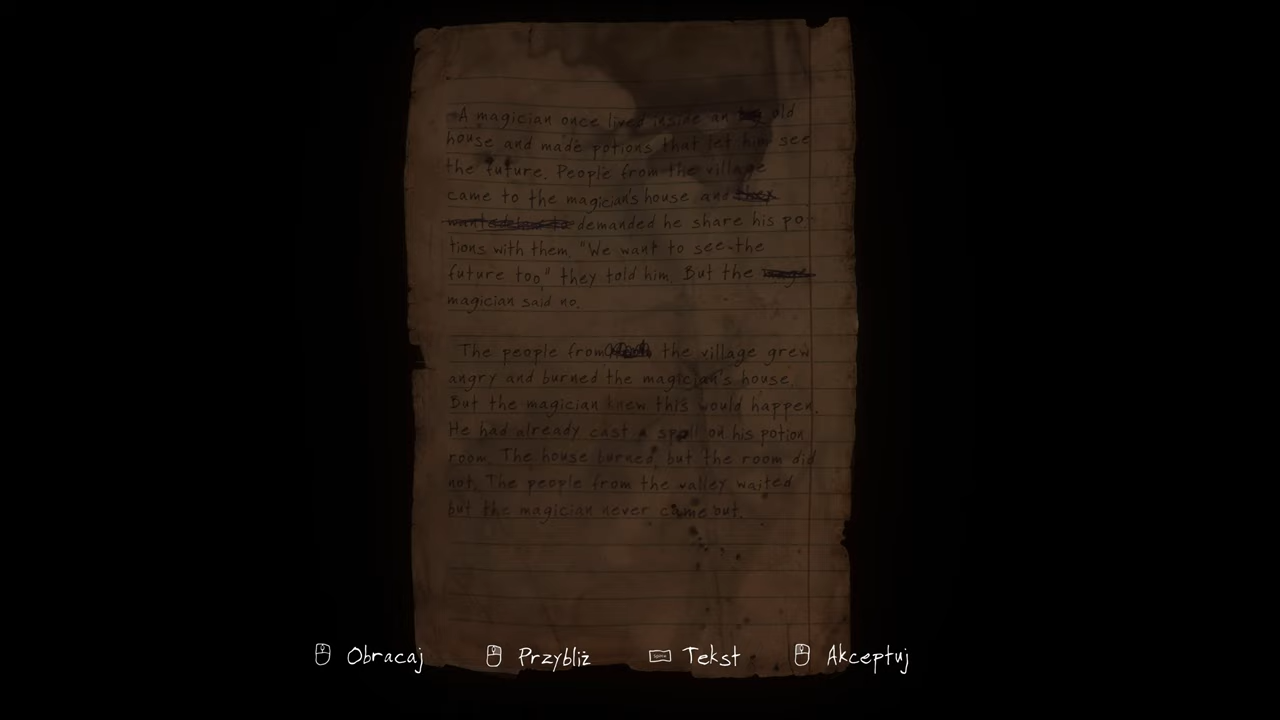 A magician once lived inside an old
house and made potions that let him see
the future. People from the village
came to the magician's house and they
demanded he share his po-
tions with them. "We want to see the
future too" they told him. But the
magician said no.
The people from the village grew
angry and burned the magician's house.
But the magician knew this would happen.
He had already cast a spell on his potion
room. The house burned, but the room did
not. The people from the valley waited
but the magician never came out.
Obracaj Przybliż Tekst Akceptuj